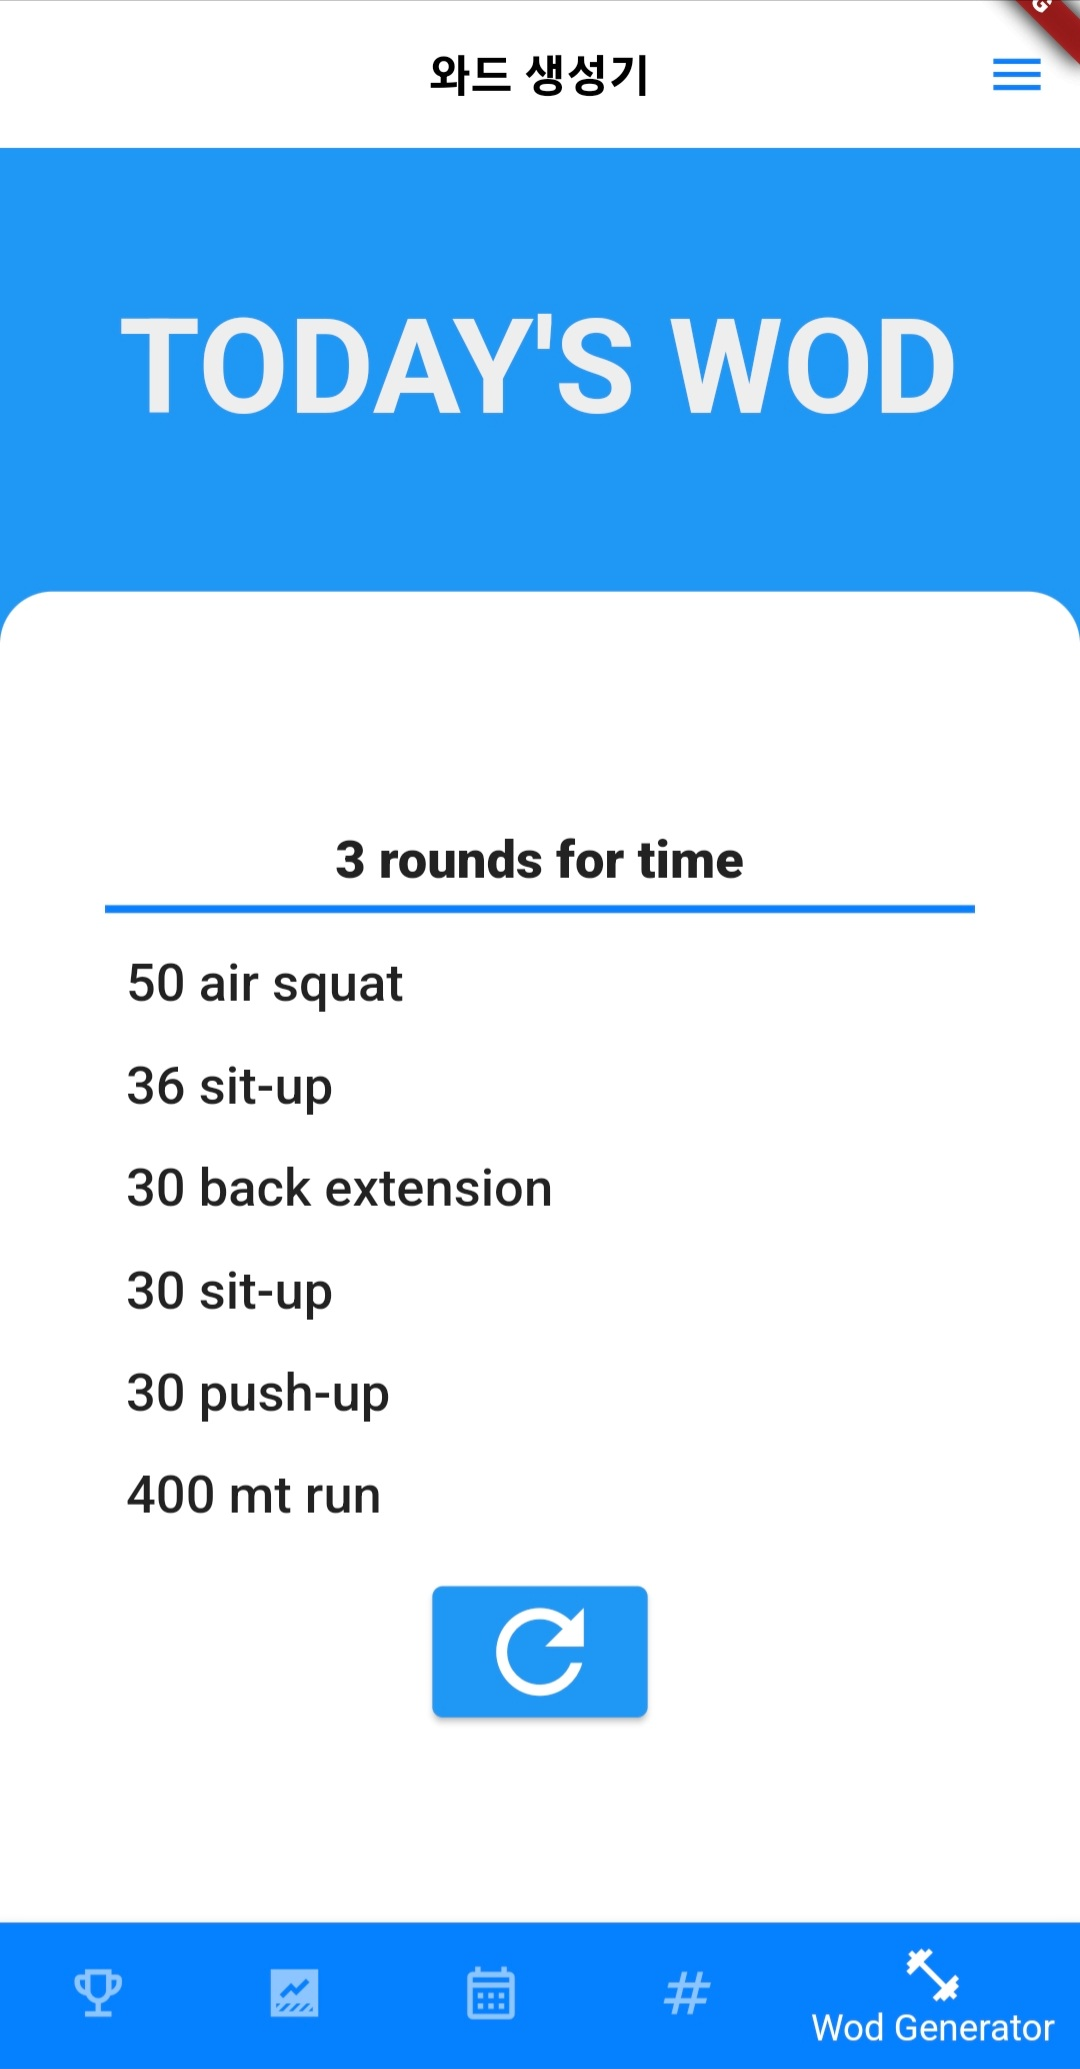 와드 생성기
TODAY'S WOD
3 rounds for time
50 air squat
36 sit-up
30 back extension
30 sit-up
30 push-up
400 mt run
#
Wod Generator